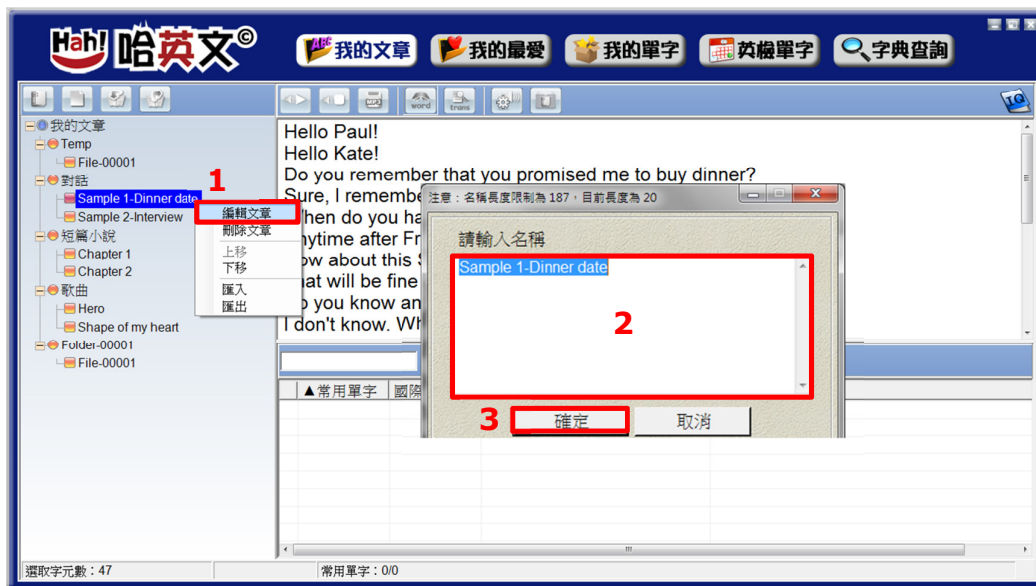 Hah! 哈英文©
ABC 我的文章
我的最愛
我的單字
英檢單字
字典查詢
MP3
word
trans
IQ
我的文章
Temp
File-00001
對話
Sample 1-Dinner date
Sample 2-Interview
短篇小說
Chapter 1
Chapter 2
歌曲
Hero
Shape of my heart
Folder-00001
File-00001
1
編輯文章
刪除文章
上移
下移
匯入
匯出
Hello Paul!
Hello Kate!
Do you remember that you promised me to buy dinner?
Sure, I remembe
hen do you ha
nytime after Fr
ow about this S
hat will be fine
o you know an
I don't know. Wh
注意：名稱長度限制為 187，目前長度為 20
請輸入名稱
Sample 1-Dinner date
2
3
確定
取消
▲常用單字
國際
選取字元數：47
常用單字：0/0